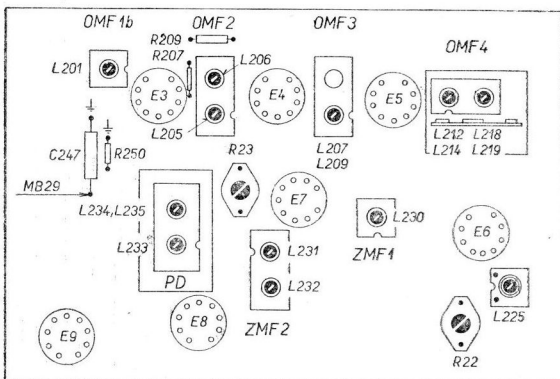 OMF1b
OMF2
OMF3
OMF4
R209
R207
L201
L206
E3
E4
E5
L205
L207
L209
L212
L218
L214
L219
C247
R250
R23
MB29
L234,L235
L233
PD
E7
L230
ZMF1
E6
L231
L232
ZMF2
L225
E8
E9
R22